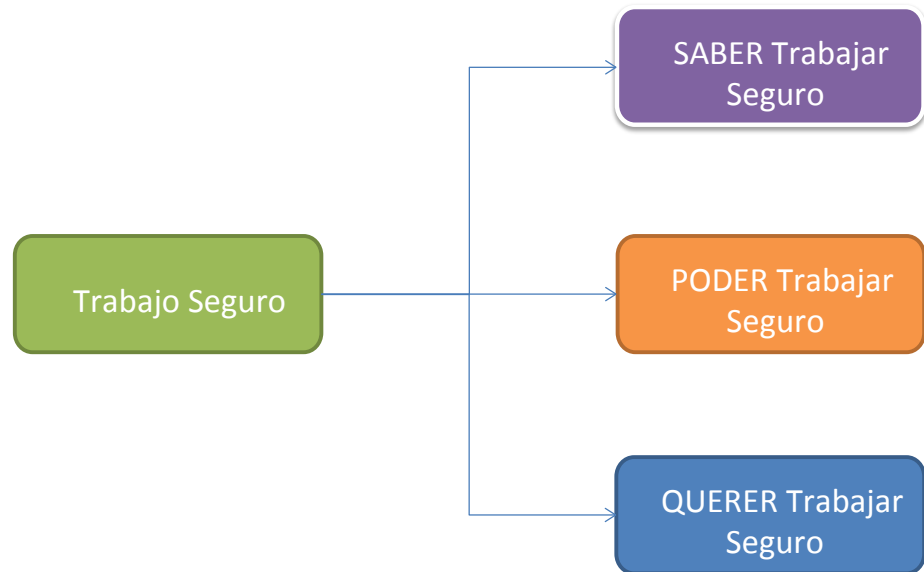 SABER Trabajar
Seguro
Trabajo Seguro
PODER Trabajar
Seguro
QUERER Trabajar
Seguro